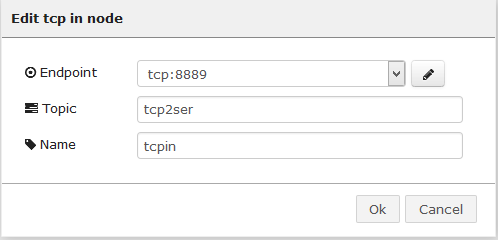 Edit tcp in node
Endpoint tcp:8889
Topic tcp2ser
Name tcpin
Ok Cancel